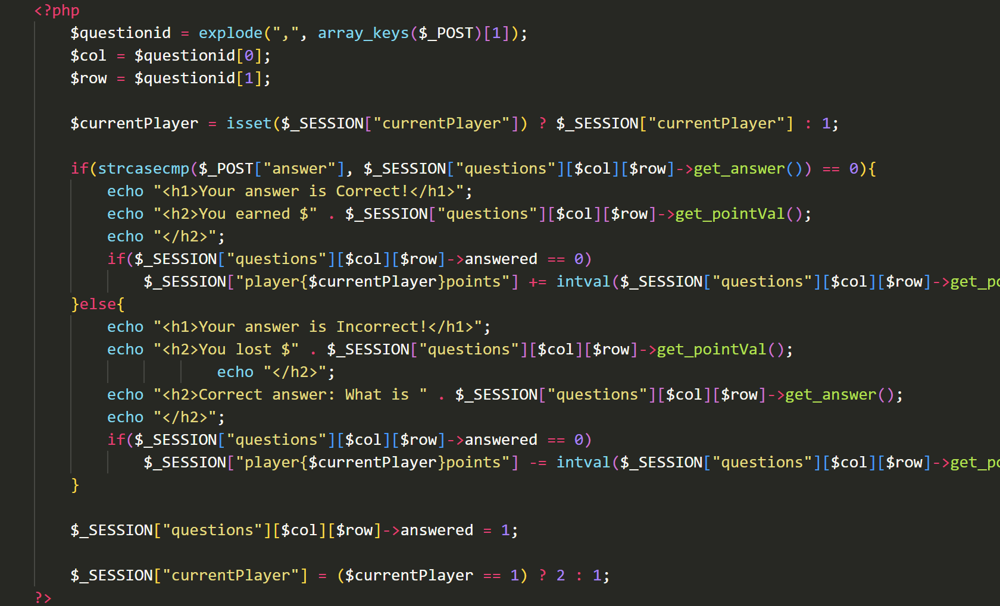 <?php
$questionid = explode(",", array_keys($_POST)[1]);
$col = $questionid[0];
$row = $questionid[1];
$currentPlayer = isset($_SESSION["currentPlayer"]) ? $_SESSION["currentPlayer"] : 1;
if(strcasecmp($_POST["answer"], $_SESSION["questions"][$col][$row]->get_answer()) == 0){
echo "<h1>Your answer is Correct!</h1>";
echo "<h2>You earned $" . $_SESSION["questions"][$col][$row]->get_pointVal();
echo "</h2>";
if($_SESSION["questions"][$col][$row]->answered == 0)
$_SESSION["player{$currentPlayer}points"] += intval($_SESSION["questions"][$col][$row]->get_po
}else{
echo "<h1>Your answer is Incorrect!</h1>";
echo "<h2>You lost $" . $_SESSION["questions"][$col][$row]->get_pointVal();
echo "</h2>";
echo "<h2>Correct answer: What is " . $_SESSION["questions"][$col][$row]->get_answer();
echo "</h2>";
if($_SESSION["questions"][$col][$row]->answered == 0)
$_SESSION["player{$currentPlayer}points"] -= intval($_SESSION["questions"][$col][$row]->get_po
}
$_SESSION["questions"][$col][$row]->answered = 1;
$_SESSION["currentPlayer"] = ($currentPlayer == 1) ? 2 : 1;
?>